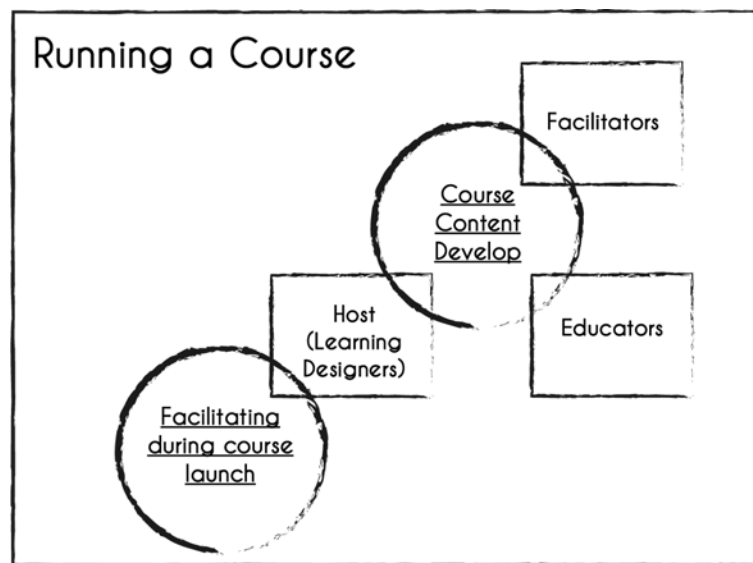 Running a Course
Facilitators
Course
Content
Develop
Host
(Learning
Designers)
Educators
Facilitating
during course
launch